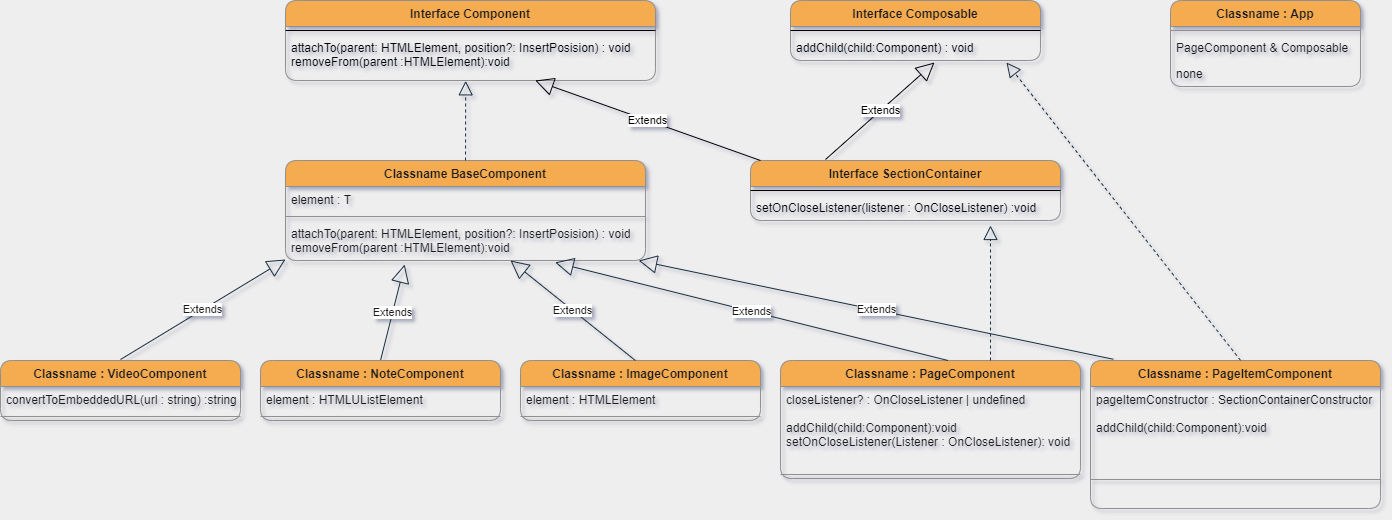 Interface Component
attachTo(parent: HTMLElement, position?: InsertPosision) : void
removeFrom(parent :HTMLElement):void
Interface Composable
addChild(child:Component) : void
Classname : App
PageComponent & Composable
none
Extends
Extends
Classname BaseComponent
element : T
attachTo(parent: HTMLElement, position?: InsertPosision) : void
removeFrom(parent :HTMLElement):void
Interface SectionContainer
setOnCloseListener(listener : OnCloseListener) :void
Extends
Extends
Extends
Extends
Extends
Classname : VideoComponent
convertToEmbeddedURL(url : string) :string
Classname : NoteComponent
element : HTMLUListElement
Classname : ImageComponent
element : HTMLElement
Classname : PageComponent
closeListener? : OnCloseListener | undefined
addChild(child:Component):void
setOnCloseListener(Listener : OnCloseListener): void
Classname : PageItemComponent
pageItemConstructor : SectionContainerConstructor
addChild(child:Component):void